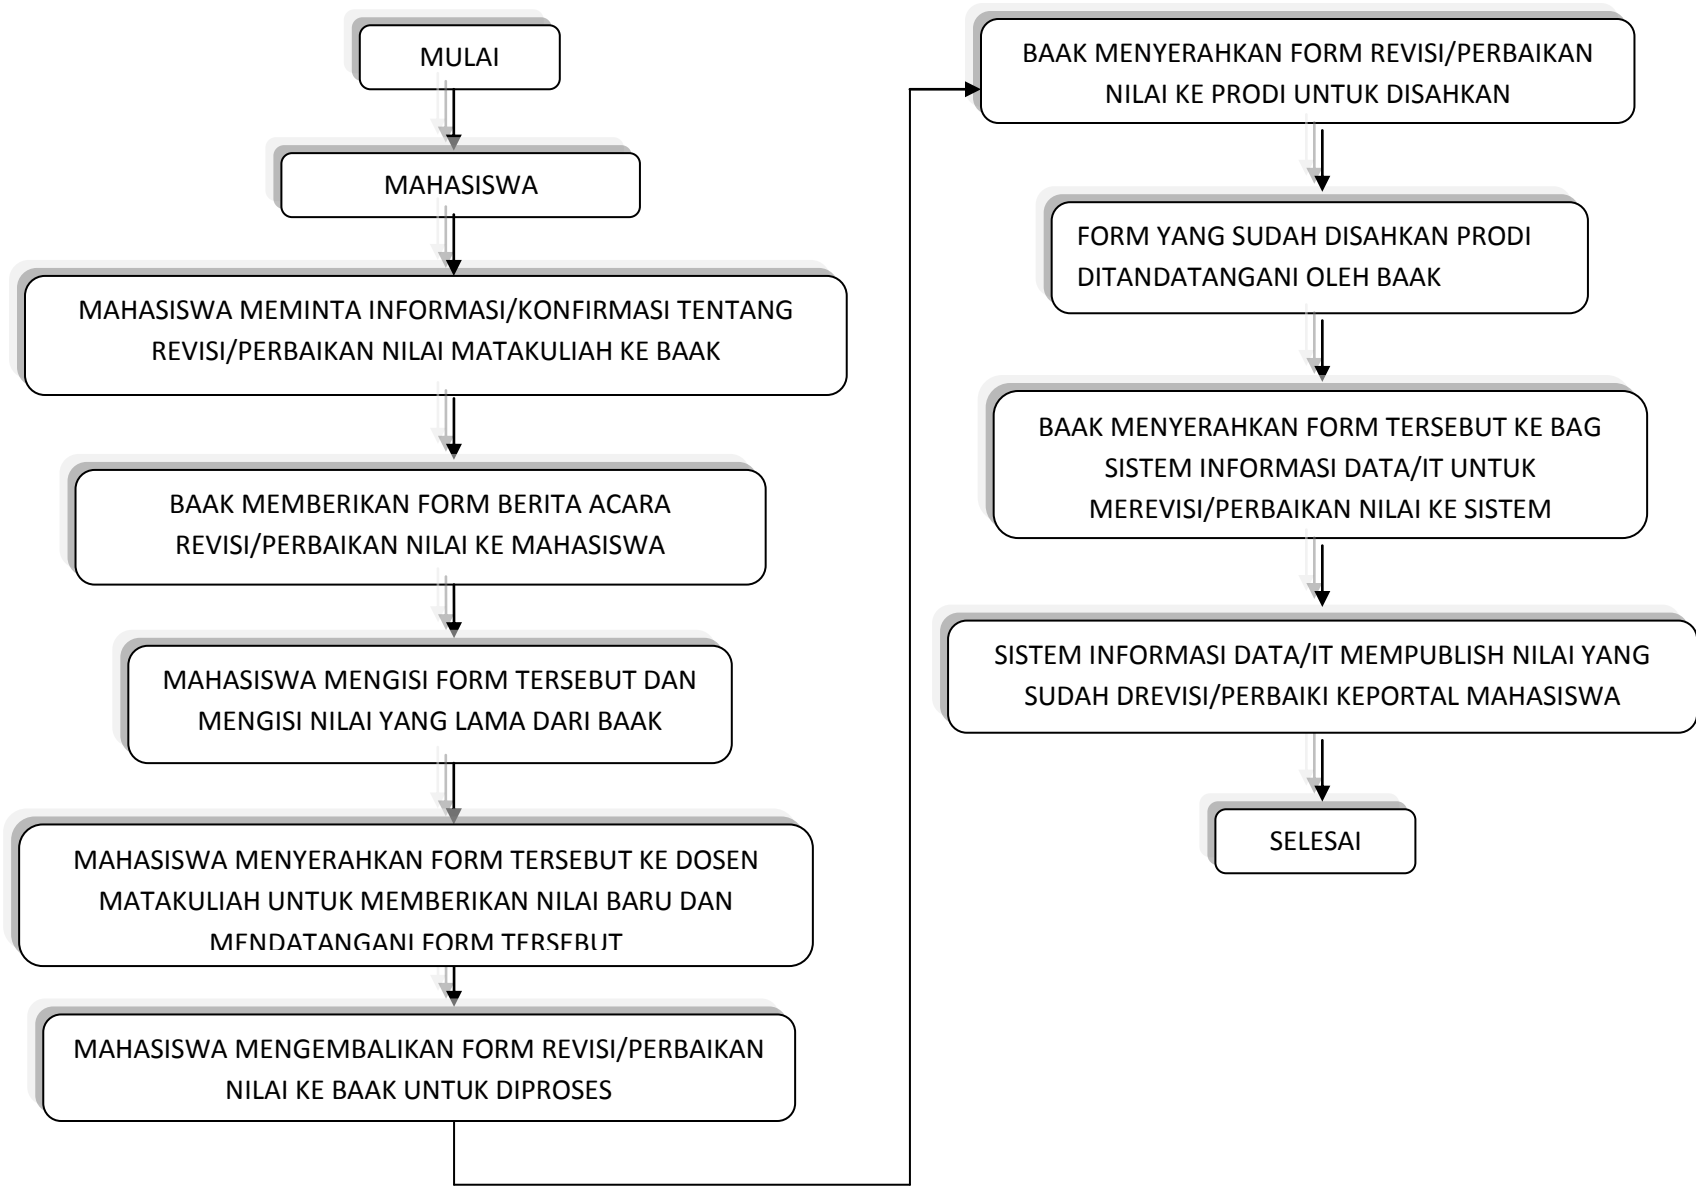 MULAI
MAHASISWA
MAHASISWA MEMINTA INFORMASI/KONFIRMASI TENTANG
REVISI/PERBAIKAN NILAI MATAKULIAH KE BAAK
BAAK MEMBERIKAN FORM BERITA ACARA
REVISI/PERBAIKAN NILAI KE MAHASISWA
MAHASISWA MENGISI FORM TERSEBUT DAN
MENGISI NILAI YANG LAMA DARI BAAK
MAHASISWA MENYERAHKAN FORM TERSEBUT KE DOSEN
MATAKULIAH UNTUK MEMBERIKAN NILAI BARU DAN
MENDATANGANI FORM TERSEBUT
MAHASISWA MENGEMBALIKAN FORM REVISI/PERBAIKAN
NILAI KE BAAK UNTUK DIPROSES
BAAK MENYERAHKAN FORM REVISI/PERBAIKAN
NILAI KE PRODI UNTUK DISAHKAN
FORM YANG SUDAH DISAHKAN PRODI
DITANDATANGANI OLEH BAAK
BAAK MENYERAHKAN FORM TERSEBUT KE BAG
SISTEM INFORMASI DATA/IT UNTUK
MEREVISI/PERBAIKAN NILAI KE SISTEM
SISTEM INFORMASI DATA/IT MEMPUBLISH NILAI YANG
SUDAH DREVISI/PERBAIKI KEPORTAL MAHASISWA
SELESAI